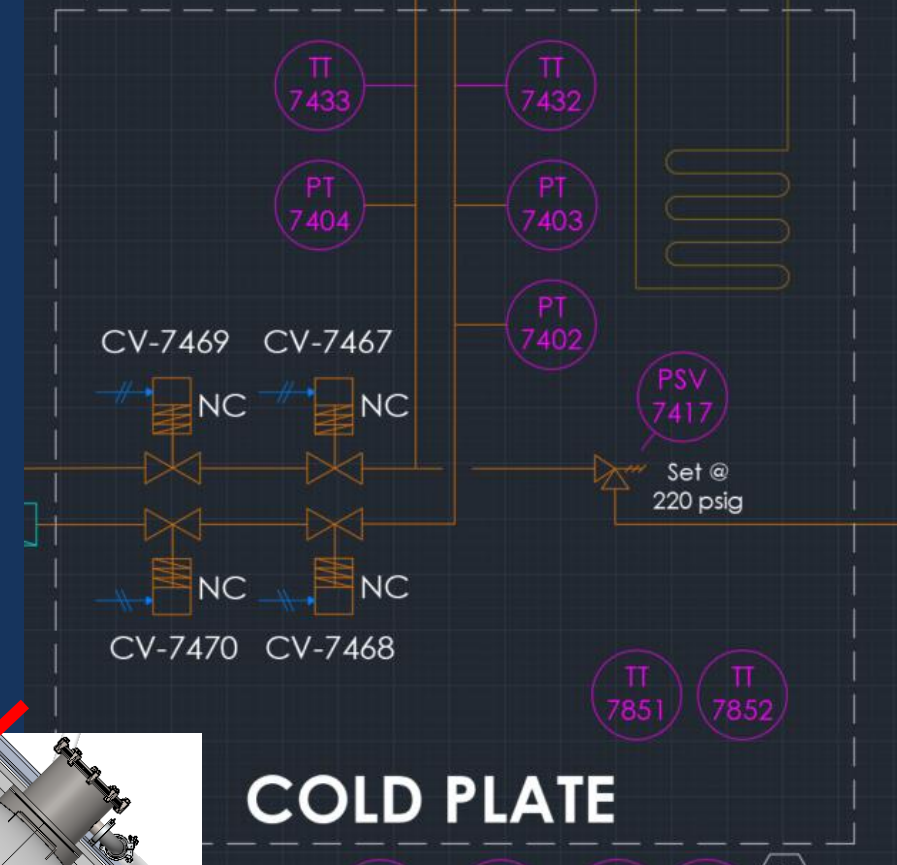 TT
7433
TT
7432
PT
7404
PT
7403
PT
7402
CV-7469
CV-7467
NC
NC
PSV
7417
Set @
220 psig
NC
NC
CV-7470
CV-7468
TT
7851
TT
7852
COLD PLATE